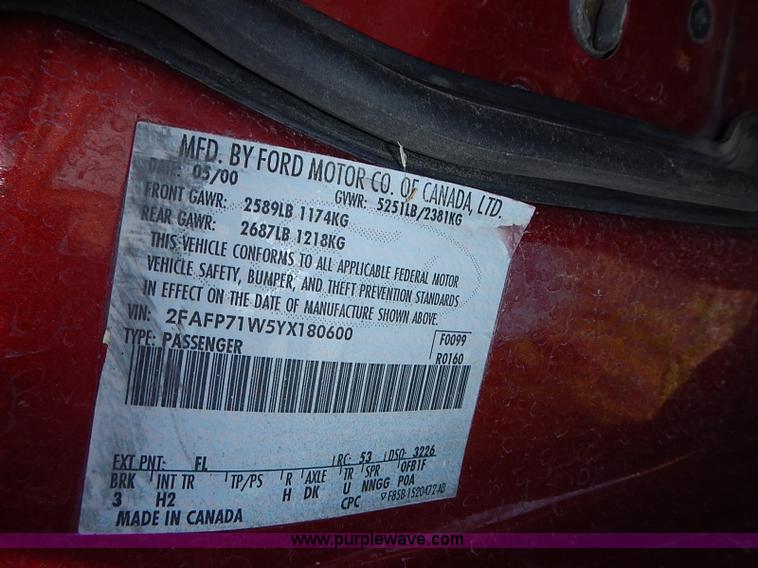 MFD. BY FORD MOTOR CO. OF CANADA, LTD.
DATE: 05/00 GVWR: 5251LB/2381KG
FRONT GAWR: 2589LB 1174KG
REAR GAWR: 2687LB 1218KG
THIS VEHICLE CONFORMS TO ALL APPLICABLE FEDERAL MOTOR
VEHICLE SAFETY, BUMPER, AND THEFT PREVENTION STANDARDS
IN EFFECT ON THE DATE OF MANUFACTURE SHOWN ABOVE.
VIN: 2FAFP71W5YX180600 F0099
TYPE: PASSENGER R0160
EXT PNT: FL RC: 53 DSO: 3226
BRK INT TR TP/PS R AXLE TR SPR 0FB1F
3 H2 H DK U NNGG P0A
CPC F85B-1520472-AB
MADE IN CANADA
www.purplewave.com